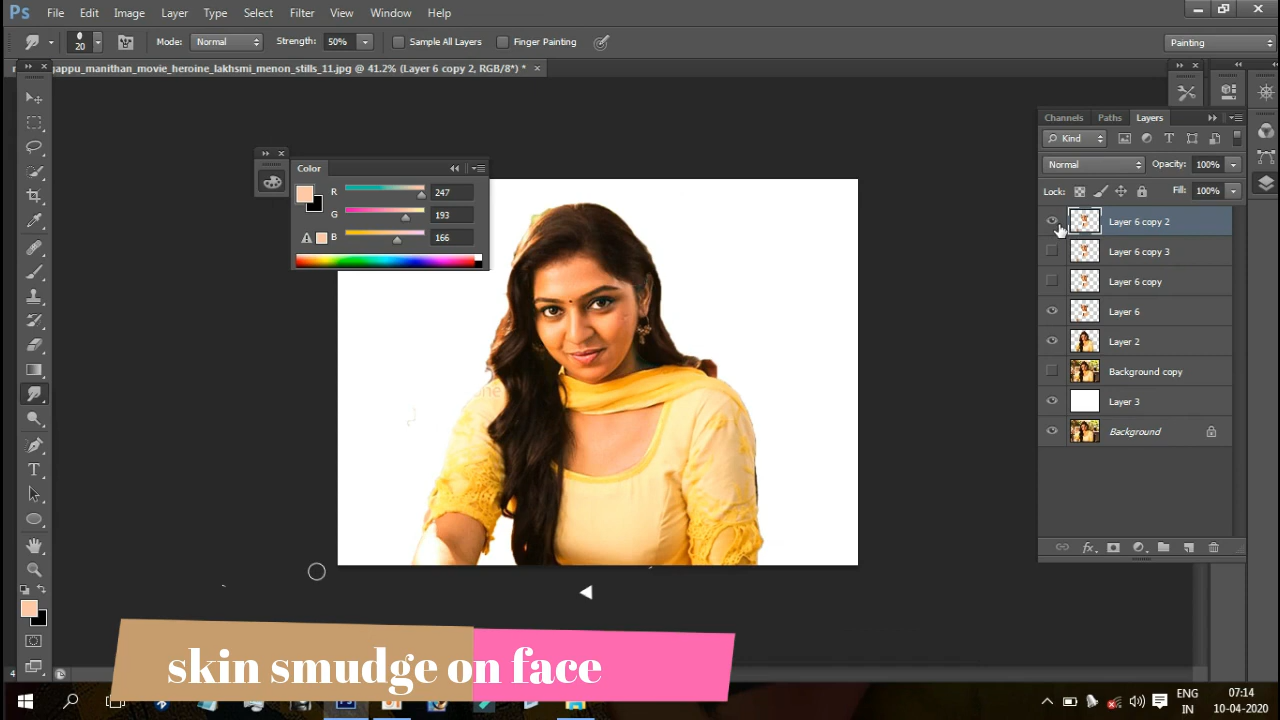 Ps File Edit Image Layer Type Select Filter View Window Help
20 Mode: Normal Strength: 50% Sample All Layers Finger Painting Painting
gappu_manithan_movie_heroine_lakhsmi_menon_stills_11.jpg @ 41.2% (Layer 6 copy 2, RGB/8*) *
Channels Paths Layers
Kind
Normal Opacity: 100%
Lock: Fill: 100%
Color
R 247
G 193
B 166
Layer 6 copy 2
Layer 6 copy 3
Layer 6 copy
Layer 6
Layer 2
Background copy
Layer 3
Background
skin smudge on face
ENG 07:14
IN 10-04-2020